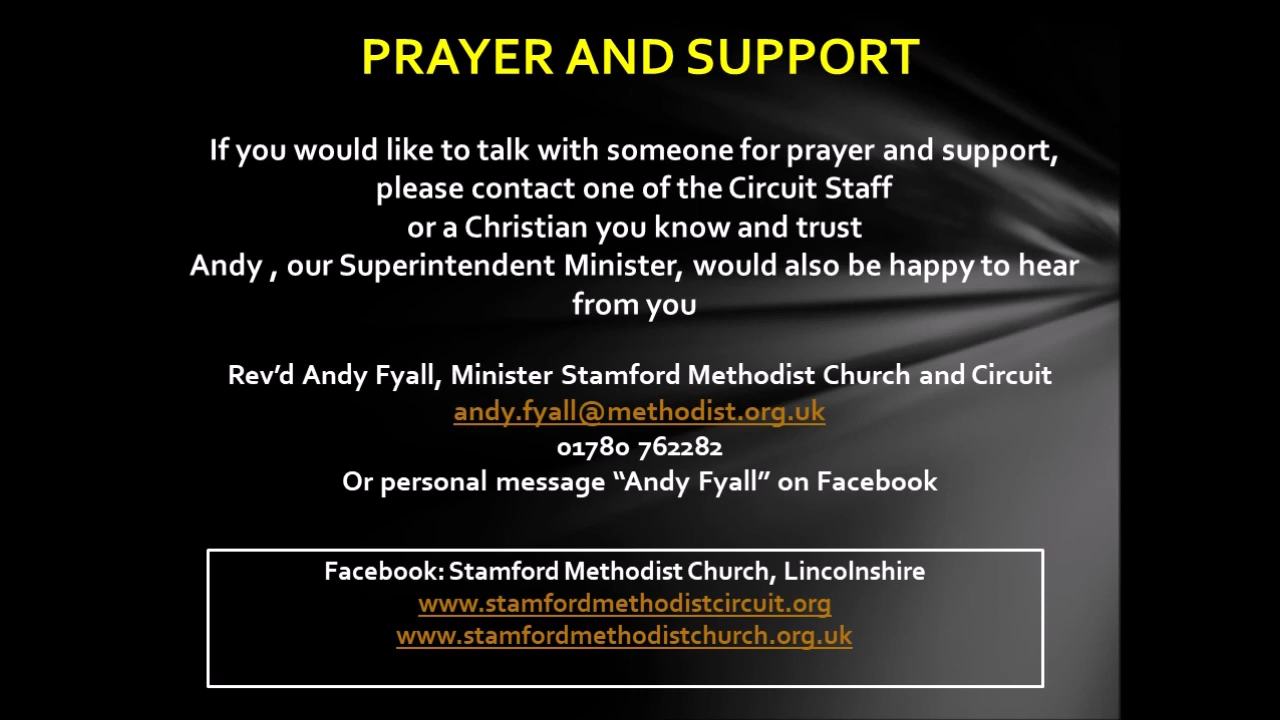 PRAYER AND SUPPORT
If you would like to talk with someone for prayer and support,
please contact one of the Circuit Staff
or a Christian you know and trust
Andy , our Superintendent Minister, would also be happy to hear
from you
Rev’d Andy Fyall, Minister Stamford Methodist Church and Circuit
andy.fyall@methodist.org.uk
01780 762282
Or personal message “Andy Fyall” on Facebook
Facebook: Stamford Methodist Church, Lincolnshire
www.stamfordmethodistcircuit.org
www.stamfordmethodistchurch.org.uk